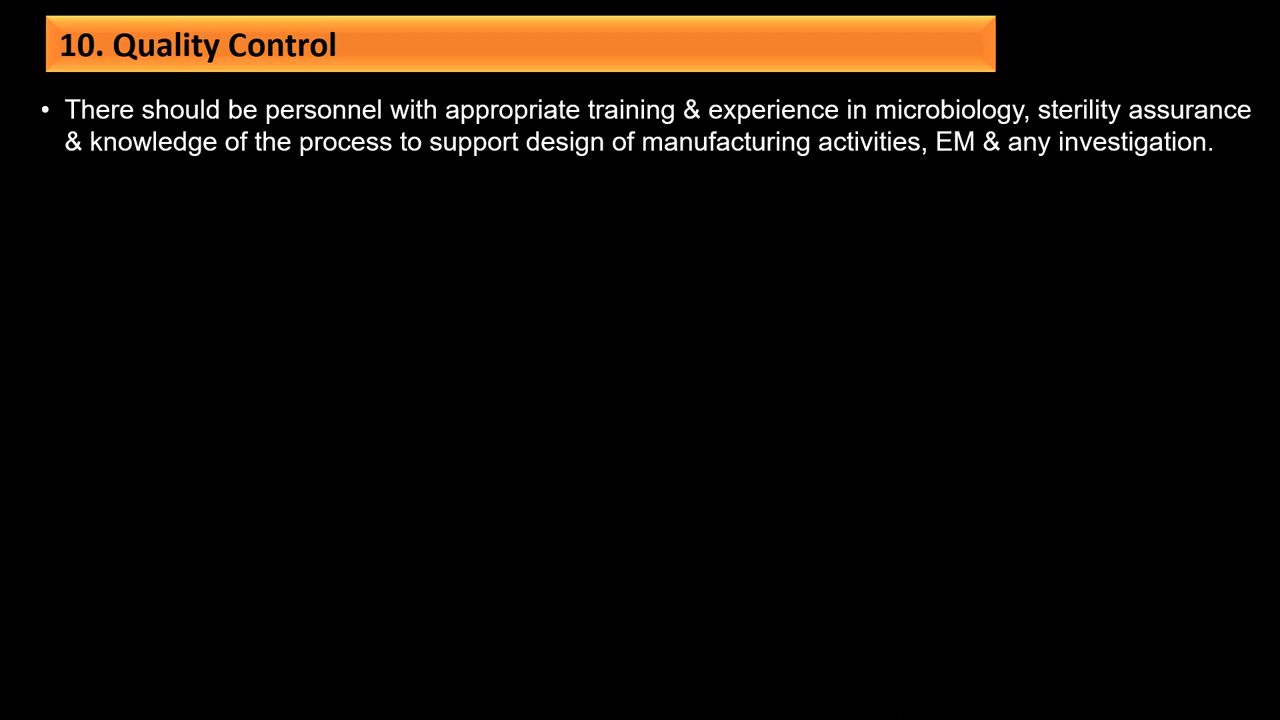 10. Quality Control
• There should be personnel with appropriate training & experience in microbiology, sterility assurance
& knowledge of the process to support design of manufacturing activities, EM & any investigation.